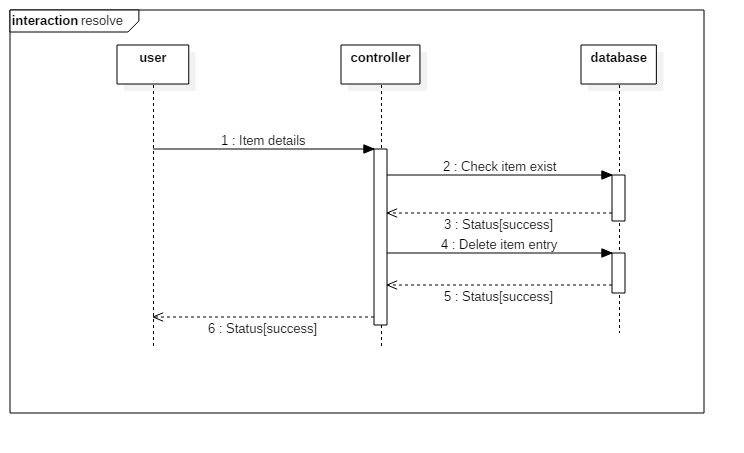 interaction resolve
user
controller
database
1 : Item details
2 : Check item exist
3 : Status[success]
4 : Delete item entry
5 : Status[success]
6 : Status[success]